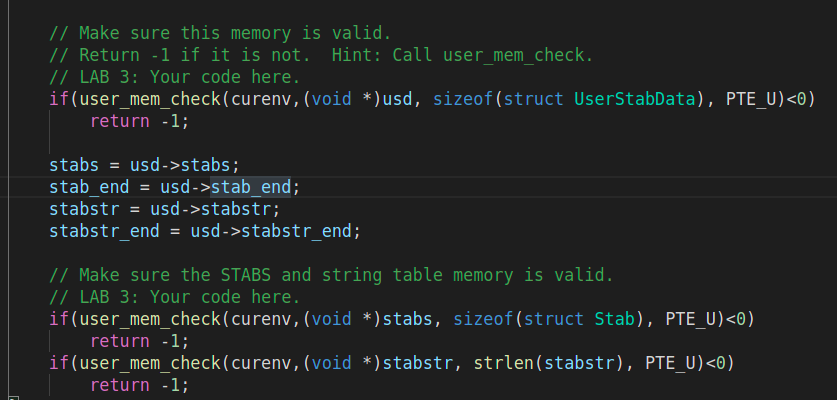 // Make sure this memory is valid.
// Return -1 if it is not.  Hint: Call user_mem_check.
// LAB 3: Your code here.
if(user_mem_check(curenv,(void *)usd, sizeof(struct UserStabData), PTE_U)<0)
    return -1;
stabs = usd->stabs;
stab_end = usd->stab_end;
stabstr = usd->stabstr;
stabstr_end = usd->stabstr_end;
// Make sure the STABS and string table memory is valid.
// LAB 3: Your code here.
if(user_mem_check(curenv,(void *)stabs, sizeof(struct Stab), PTE_U)<0)
    return -1;
if(user_mem_check(curenv,(void *)stabstr, strlen(stabstr), PTE_U)<0)
    return -1;